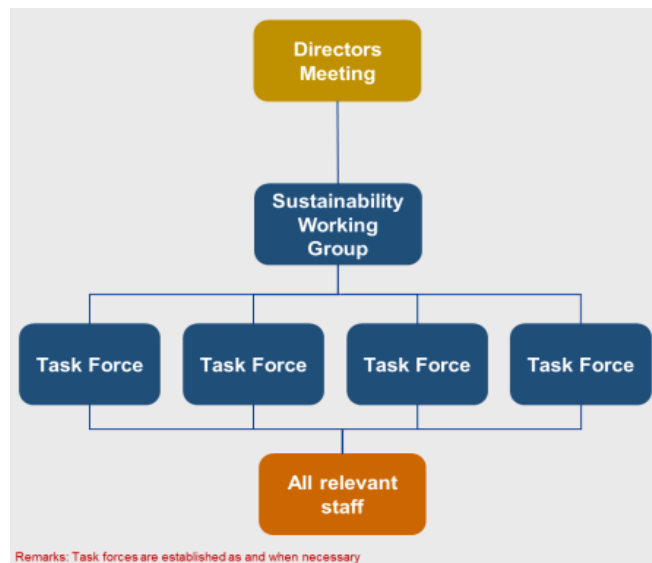 Directors
Meeting
Sustainability
Working
Group
Task Force
Task Force
Task Force
Task Force
All relevant
staff
Remarks: Task forces are established as and when necessary